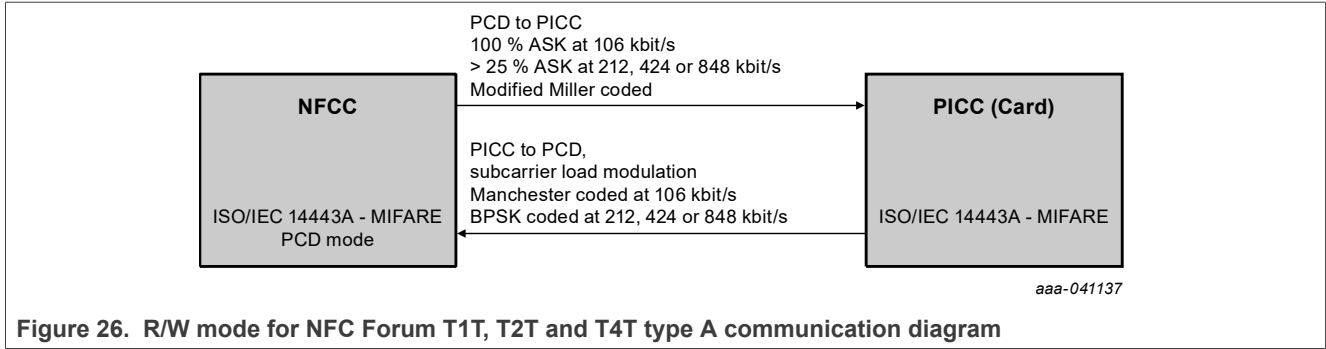 PCD to PICC
100 % ASK at 106 kbit/s
> 25 % ASK at 212, 424 or 848 kbit/s
Modified Miller coded
NFCC
PICC (Card)
PICC to PCD,
subcarrier load modulation
Manchester coded at 106 kbit/s
BPSK coded at 212, 424 or 848 kbit/s
ISO/IEC 14443A - MIFARE
PCD mode
ISO/IEC 14443A - MIFARE
aaa-041137
Figure 26. R/W mode for NFC Forum T1T, T2T and T4T type A communication diagram